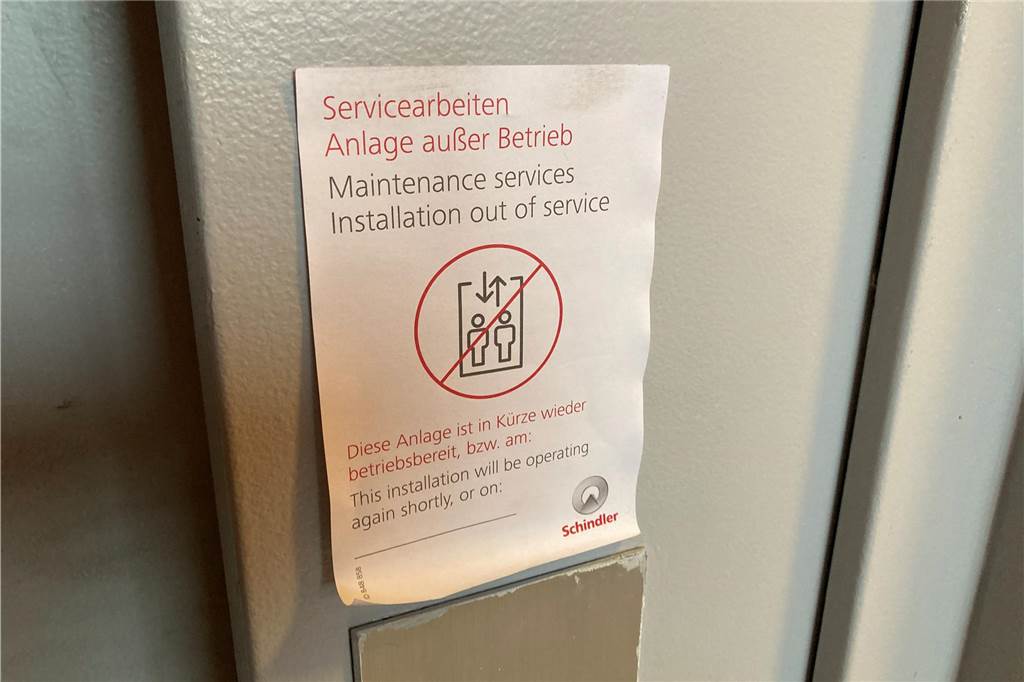 Servicearbeiten
Anlage außer Betrieb
Maintenance services
Installation out of service
Diese Anlage ist in Kürze wieder
betriebsbereit, bzw. am:
This installation will be operating
again shortly, or on:
Schindler